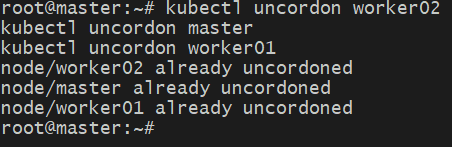 root@master:~# kubectl uncordon worker02
kubectl uncordon master
kubectl uncordon worker01
node/worker02 already uncordoned
node/master already uncordoned
node/worker01 already uncordoned
root@master:~#